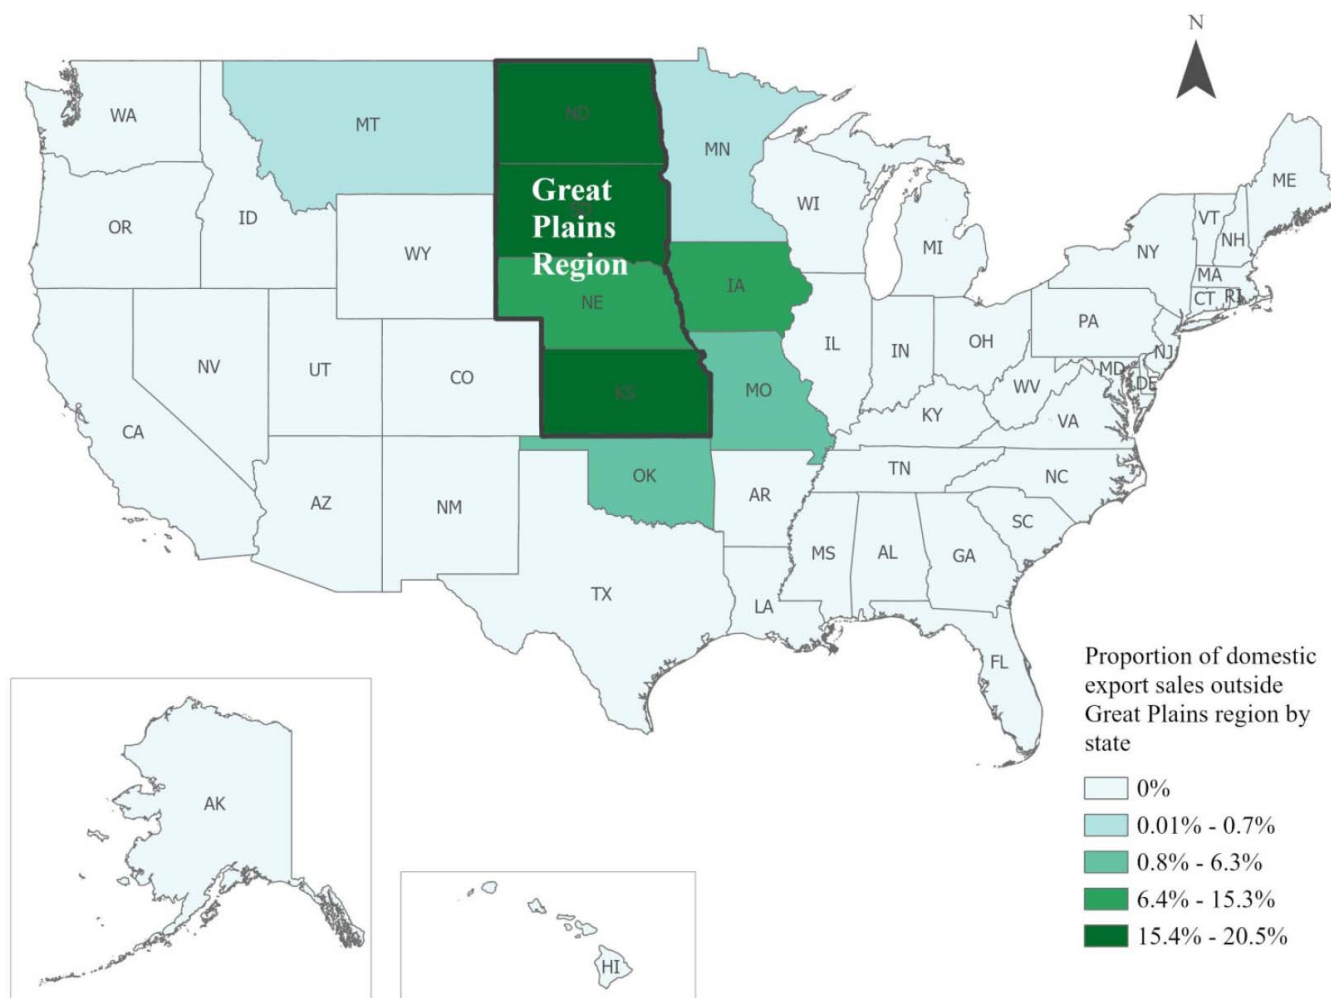 N
WA
MT
ND
MN
ME
OR
ID
WY
Great
Plains
Region
WI
MI
VT
NH
NY
MA
CT
RI
NE
IA
PA
NJ
NV
UT
CO
KS
MO
IL
IN
OH
MD
DE
WV
VA
KY
CA
AZ
NM
OK
AR
TN
NC
SC
MS
AL
GA
TX
LA
FL
AK
HI
Proportion of domestic
export sales outside
Great Plains region by
state
0%
0.01% - 0.7%
0.8% - 6.3%
6.4% - 15.3%
15.4% - 20.5%